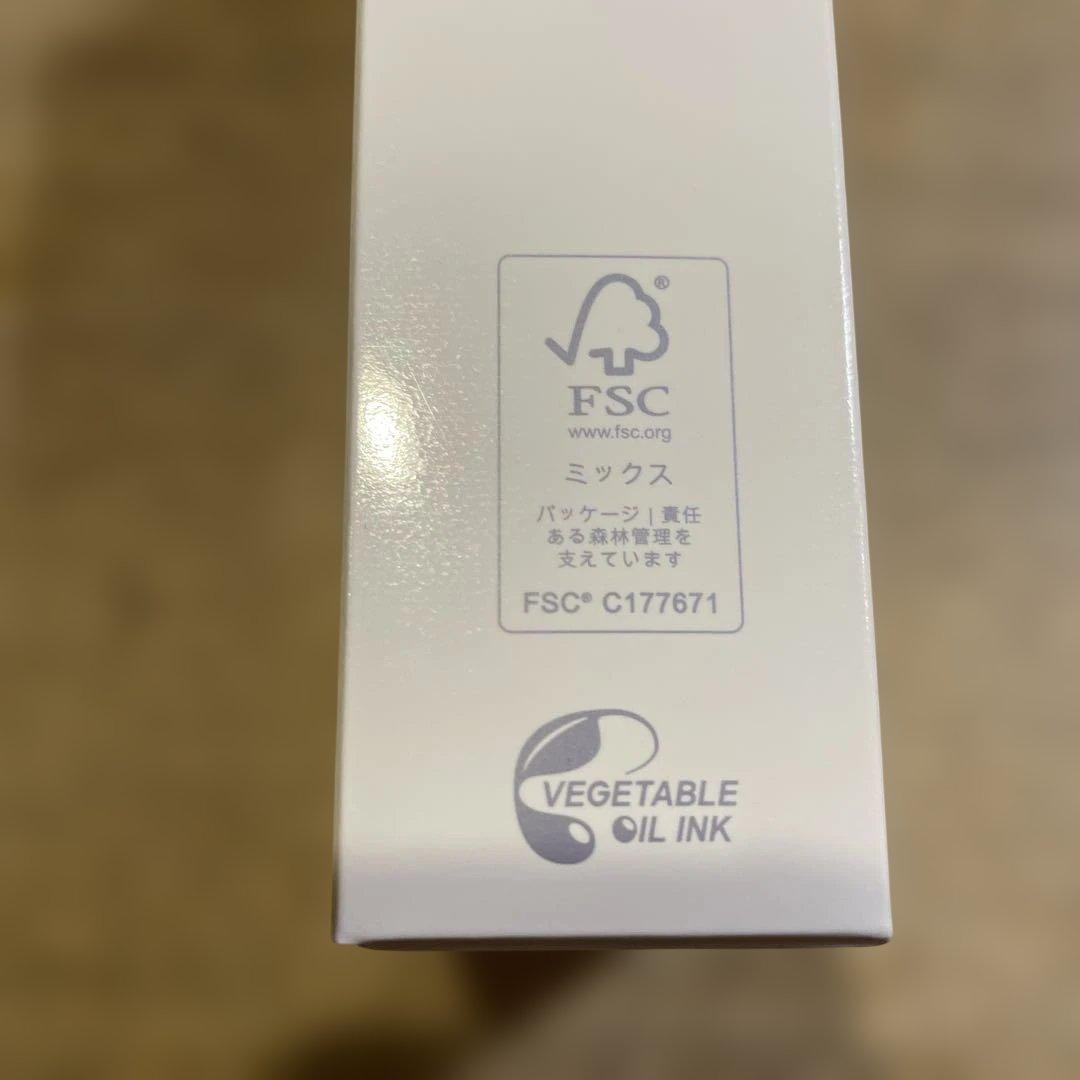 ®
FSC
www.fsc.org
ミックス
パッケージ | 責任
ある森林管理を
支えています
FSC® C177671
VEGETABLE
OIL INK